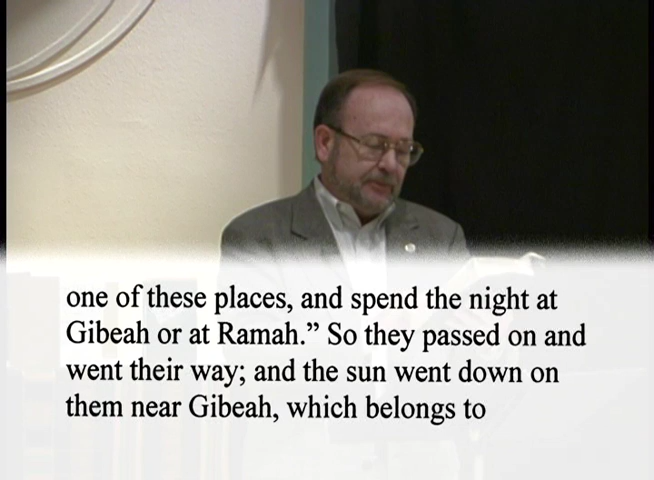 one of these places, and spend the night at
Gibeah or at Ramah.” So they passed on and
went their way; and the sun went down on
them near Gibeah, which belongs to